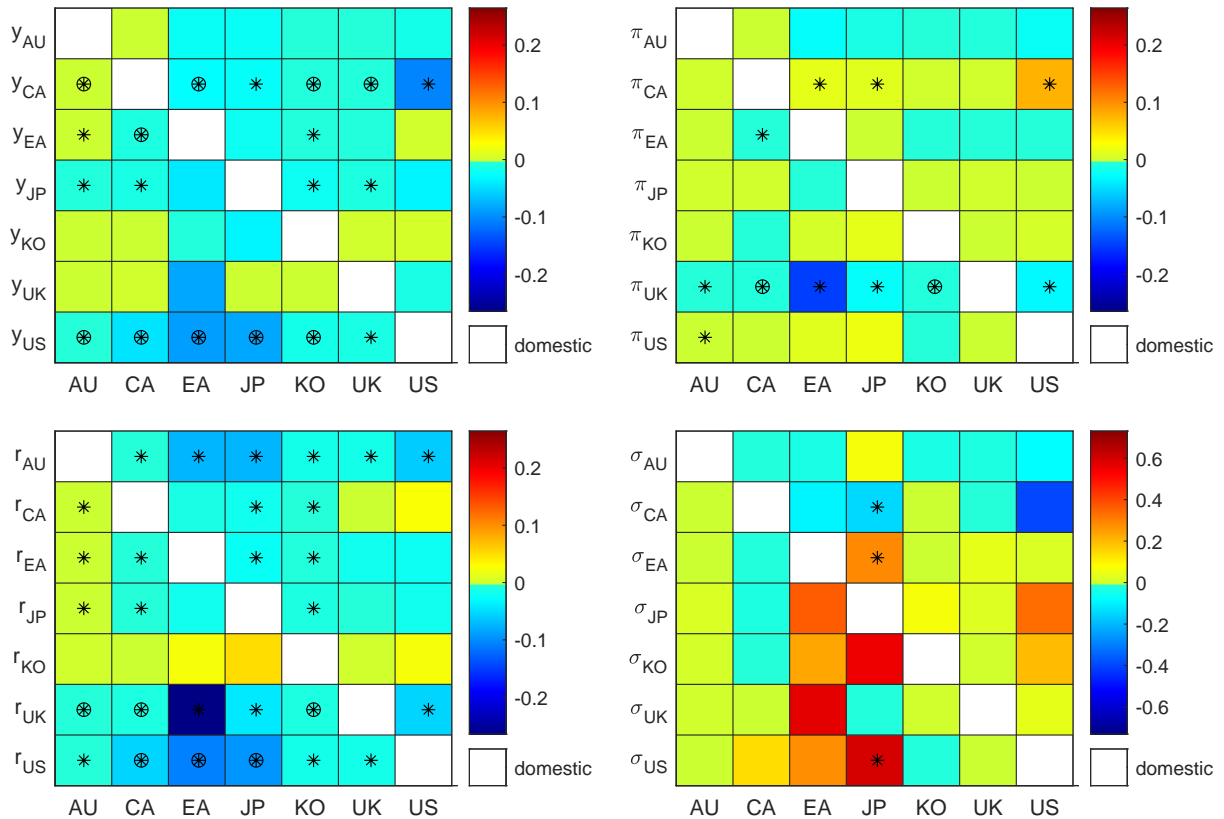 y_AU
y_CA
y_EA
y_JP
y_KO
y_UK
y_US
AU CA EA JP KO UK US
0.2
0.1
0
-0.1
-0.2
domestic
π_AU
π_CA
π_EA
π_JP
π_KO
π_UK
π_US
AU CA EA JP KO UK US
0.2
0.1
0
-0.1
-0.2
domestic
r_AU
r_CA
r_EA
r_JP
r_KO
r_UK
r_US
AU CA EA JP KO UK US
0.2
0.1
0
-0.1
-0.2
domestic
σ_AU
σ_CA
σ_EA
σ_JP
σ_KO
σ_UK
σ_US
AU CA EA JP KO UK US
0.6
0.4
0.2
0
-0.2
-0.4
-0.6
domestic